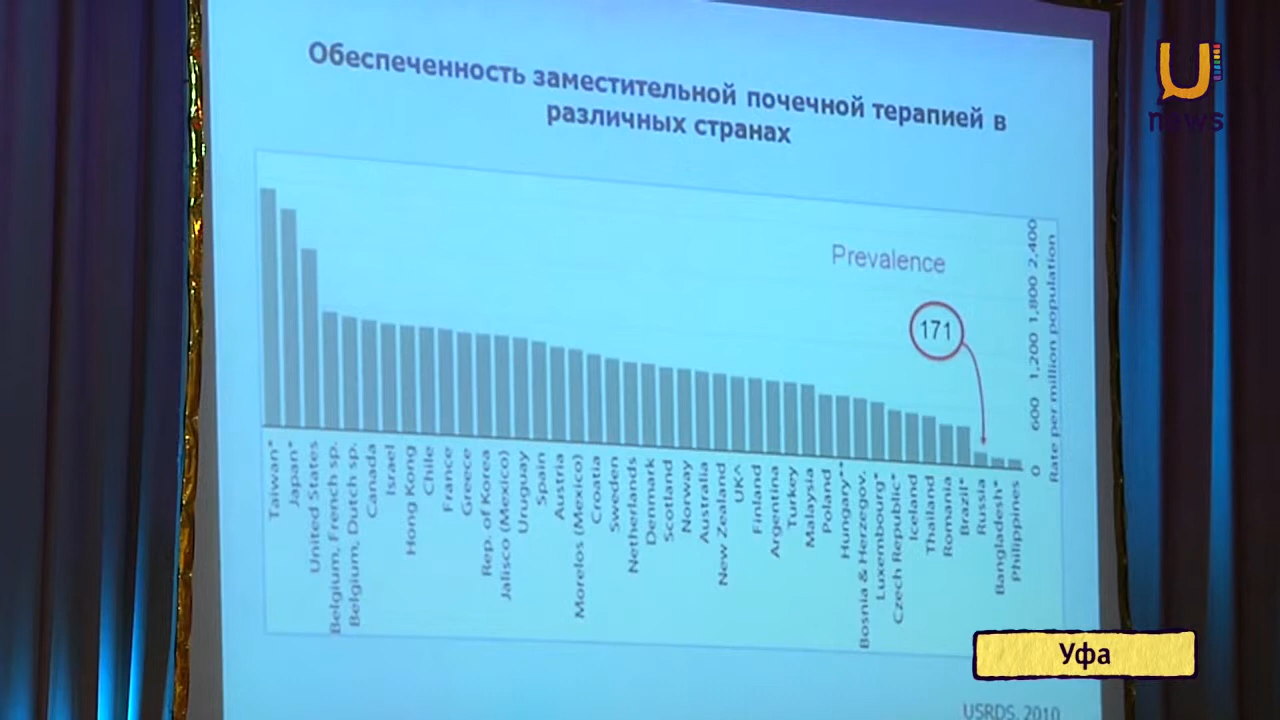 Обеспеченность заместительной почечной терапией в
различных странах
Prevalence
171
0 600 1,200 1,800 2,400
Rate per million population
Taiwan*
Japan*
United States
Belgium, French sp.
Belgium, Dutch sp.
Canada
Israel
Hong Kong
Chile
France
Greece
Rep. of Korea
Jalisco (Mexico)
Uruguay
Spain
Austria
Morelos (Mexico)
Croatia
Sweden
Netherlands
Denmark
Scotland
Norway
Australia
New Zealand
UK^
Finland
Argentina
Turkey
Malaysia
Poland
Hungary**
Bosnia & Herzegov.
Luxembourg*
Czech Republic*
Iceland
Thailand
Romania
Brazil*
Russia
Bangladesh*
Philippines
USRDS, 2010
U
news
Уфа